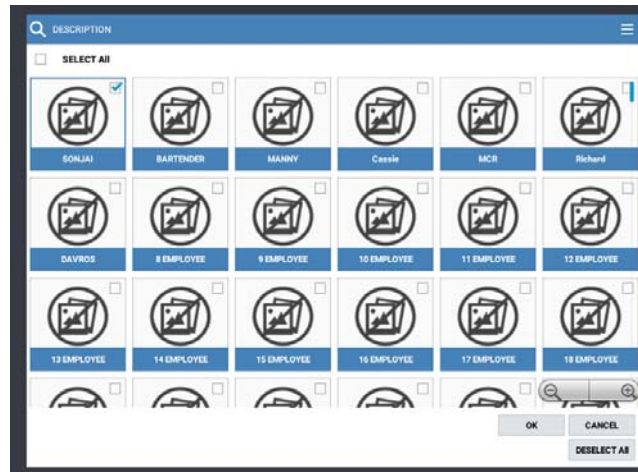 DESCRIPTION
SELECT All
SONJAI BARTENDER MANNY Cassie MCR Richard
DAVROS 8 EMPLOYEE 9 EMPLOYEE 10 EMPLOYEE 11 EMPLOYEE 12 EMPLOYEE
13 EMPLOYEE 14 EMPLOYEE 15 EMPLOYEE 16 EMPLOYEE 17 EMPLOYEE 18 EMPLOYEE
OK CANCEL
DESELECT All